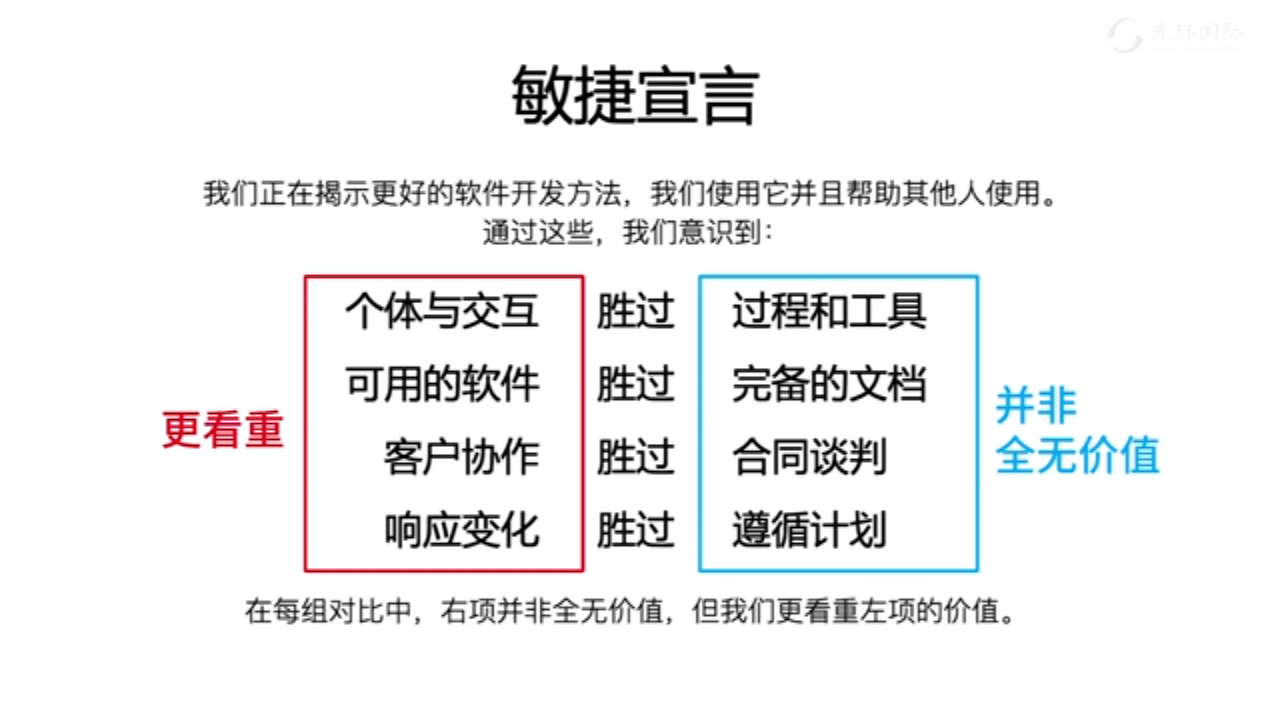 光环国际
敏捷宣言
我们正在揭示更好的软件开发方法，我们使用它并且帮助其他人使用。
通过这些，我们意识到：
个体与交互 胜过 过程和工具
可用的软件 胜过 完备的文档
客户协作 胜过 合同谈判
响应变化 胜过 遵循计划
更看重
并非
全无价值
在每组对比中，右项并非全无价值，但我们更看重左项的价值。